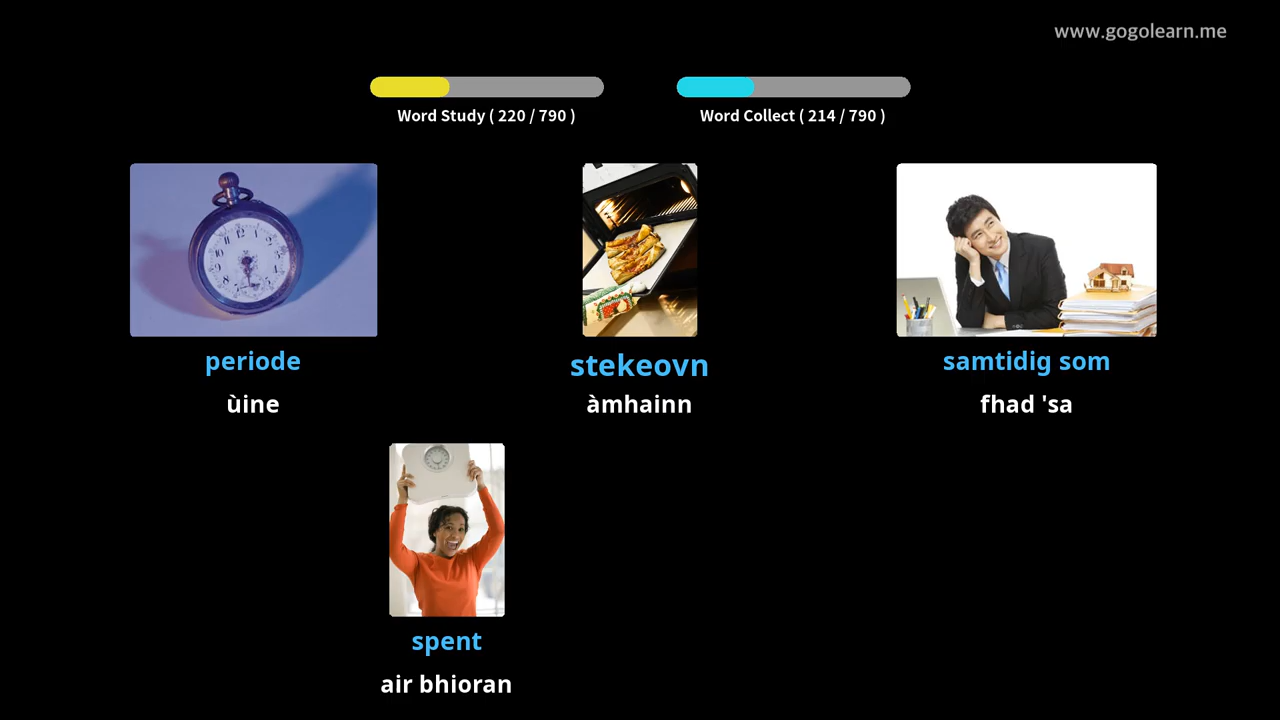 www.gogolearn.me
Word Study ( 220 / 790 )
Word Collect ( 214 / 790 )
periode
ùine
stekeovn
àmhainn
samtidig som
fhad 'sa
spent
air bhioran